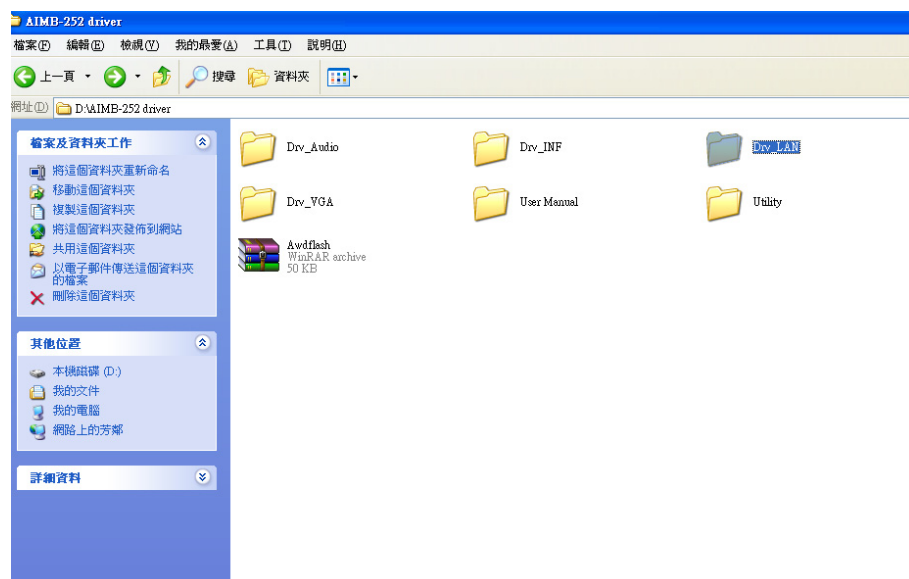 AIMB-252 driver
檔案(F) 編輯(E) 檢視(V) 我的最愛(A) 工具(T) 說明(H)
上一頁 搜尋 資料夾
網址(D) D:\AIMB-252 driver
檔案及資料夾工作
將這個資料夾重新命名
移動這個資料夾
複製這個資料夾
將這個資料夾發佈到網站
共用這個資料夾
以電子郵件傳送這個資料夾
的檔案
刪除這個資料夾
其他位置
本機磁碟 (D:)
我的文件
我的電腦
網路上的芳鄰
詳細資料
Drv_Audio
Drv_INF
Drv_LAN
Drv_VGA
User Manual
Utility
Awdflash
WinRAR archive
50 KB